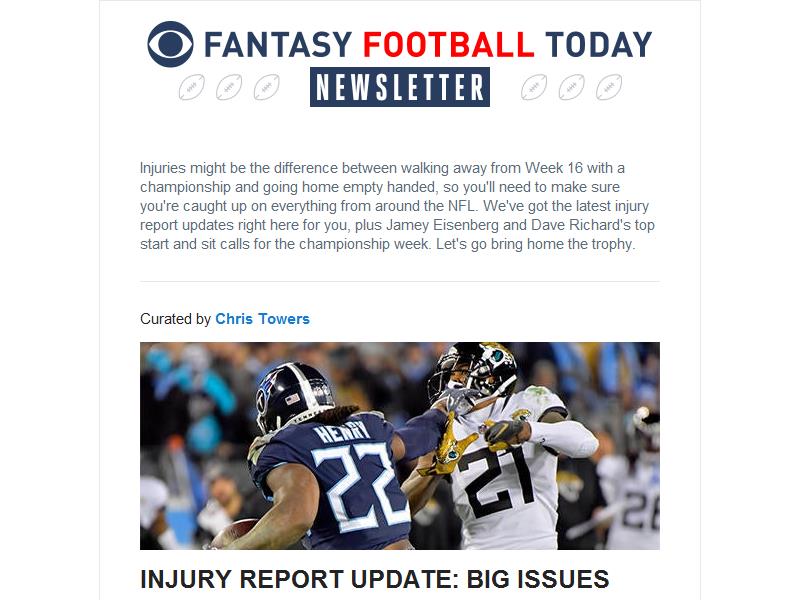 FANTASY FOOTBALL TODAY
NEWSLETTER
Injuries might be the difference between walking away from Week 16 with a
championship and going home empty handed, so you'll need to make sure
you're caught up on everything from around the NFL. We've got the latest injury
report updates right here for you, plus Jamey Eisenberg and Dave Richard's top
start and sit calls for the championship week. Let's go bring home the trophy.
Curated by Chris Towers
HENRY
22
21
INJURY REPORT UPDATE: BIG ISSUES